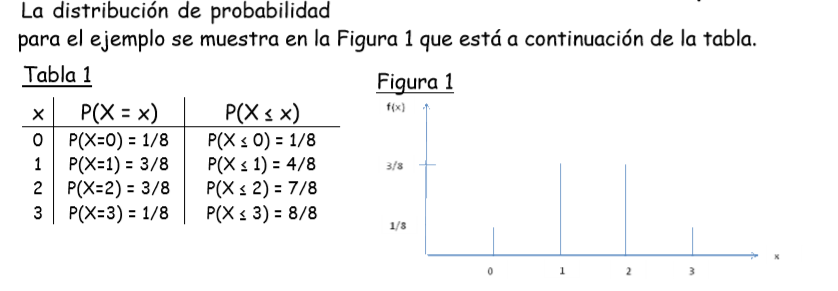 La distribución de probabilidad
para el ejemplo se muestra en la Figura 1 que está a continuación de la tabla.
Tabla 1
x P(X = x) P(X ≤ x)
0 P(X=0) = 1/8 P(X ≤ 0) = 1/8
1 P(X=1) = 3/8 P(X ≤ 1) = 4/8
2 P(X=2) = 3/8 P(X ≤ 2) = 7/8
3 P(X=3) = 1/8 P(X ≤ 3) = 8/8
Figura 1
f(x)
3/8
1/8
x
0 1 2 3